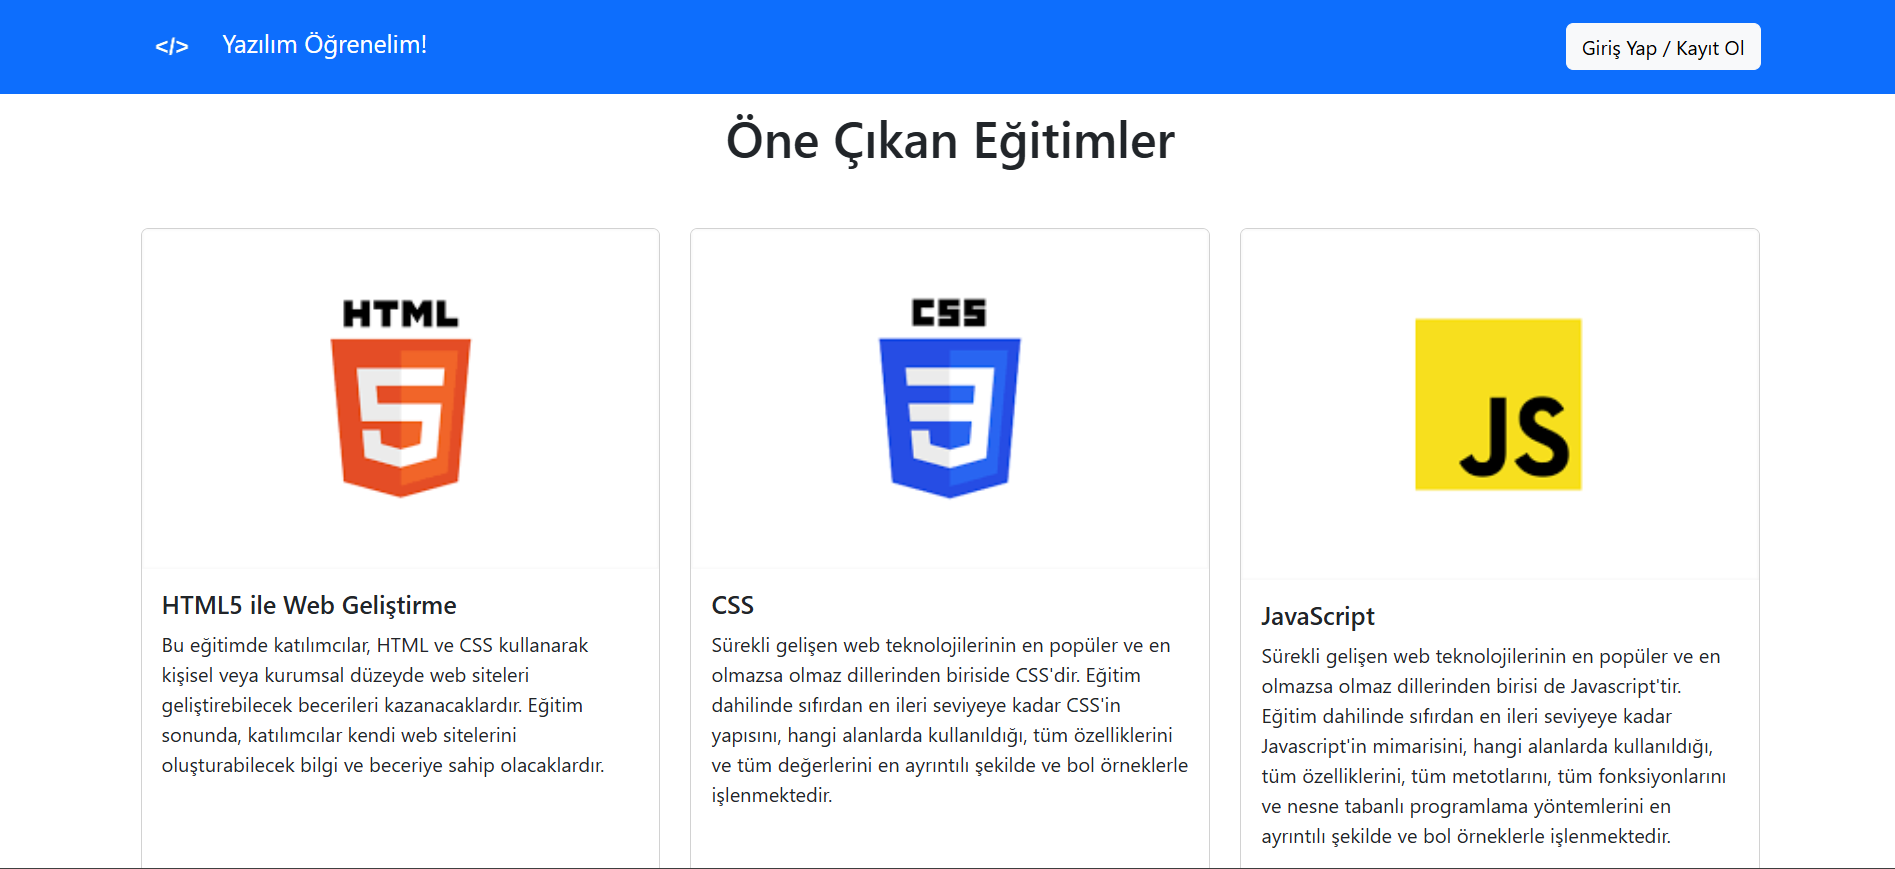 </> Yazılım Öğrenelim!
Giriş Yap / Kayıt Ol
Öne Çıkan Eğitimler
HTML
5
HTML5 ile Web Geliştirme
Bu eğitimde katılımcılar, HTML ve CSS kullanarak
kişisel veya kurumsal düzeyde web siteleri
geliştirebilecek becerileri kazanacaklardır. Eğitim
sonunda, katılımcılar kendi web sitelerini
oluşturabilecek bilgi ve beceriye sahip olacaklardır.
CSS
3
CSS
Sürekli gelişen web teknolojilerinin en popüler ve en
olmazsa olmaz dillerinden biriside CSS'dir. Eğitim
dahilinde sıfırdan en ileri seviyeye kadar CSS'in
yapısını, hangi alanlarda kullanıldığı, tüm özelliklerini
ve tüm değerlerini en ayrıntılı şekilde ve bol örneklerle
işlenmektedir.
JS
JavaScript
Sürekli gelişen web teknolojilerinin en popüler ve en
olmazsa olmaz dillerinden birisi de Javascript'tir.
Eğitim dahilinde sıfırdan en ileri seviyeye kadar
Javascript'in mimarisini, hangi alanlarda kullanıldığı,
tüm özelliklerini, tüm metotlarını, tüm fonksiyonlarını
ve nesne tabanlı programlama yöntemlerini en
ayrıntılı şekilde ve bol örneklerle işlenmektedir.